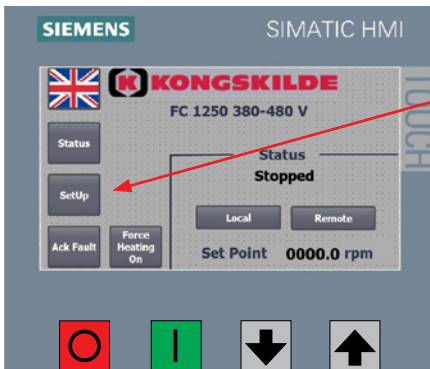 SIEMENS
SIMATIC HMI
TOUCH
K KONGSKILDE
FC 1250 380-480 V
Status
Status
Stopped
SetUp
Local
Remote
Ack Fault
Force
Heating
On
Set Point 0000.0 rpm